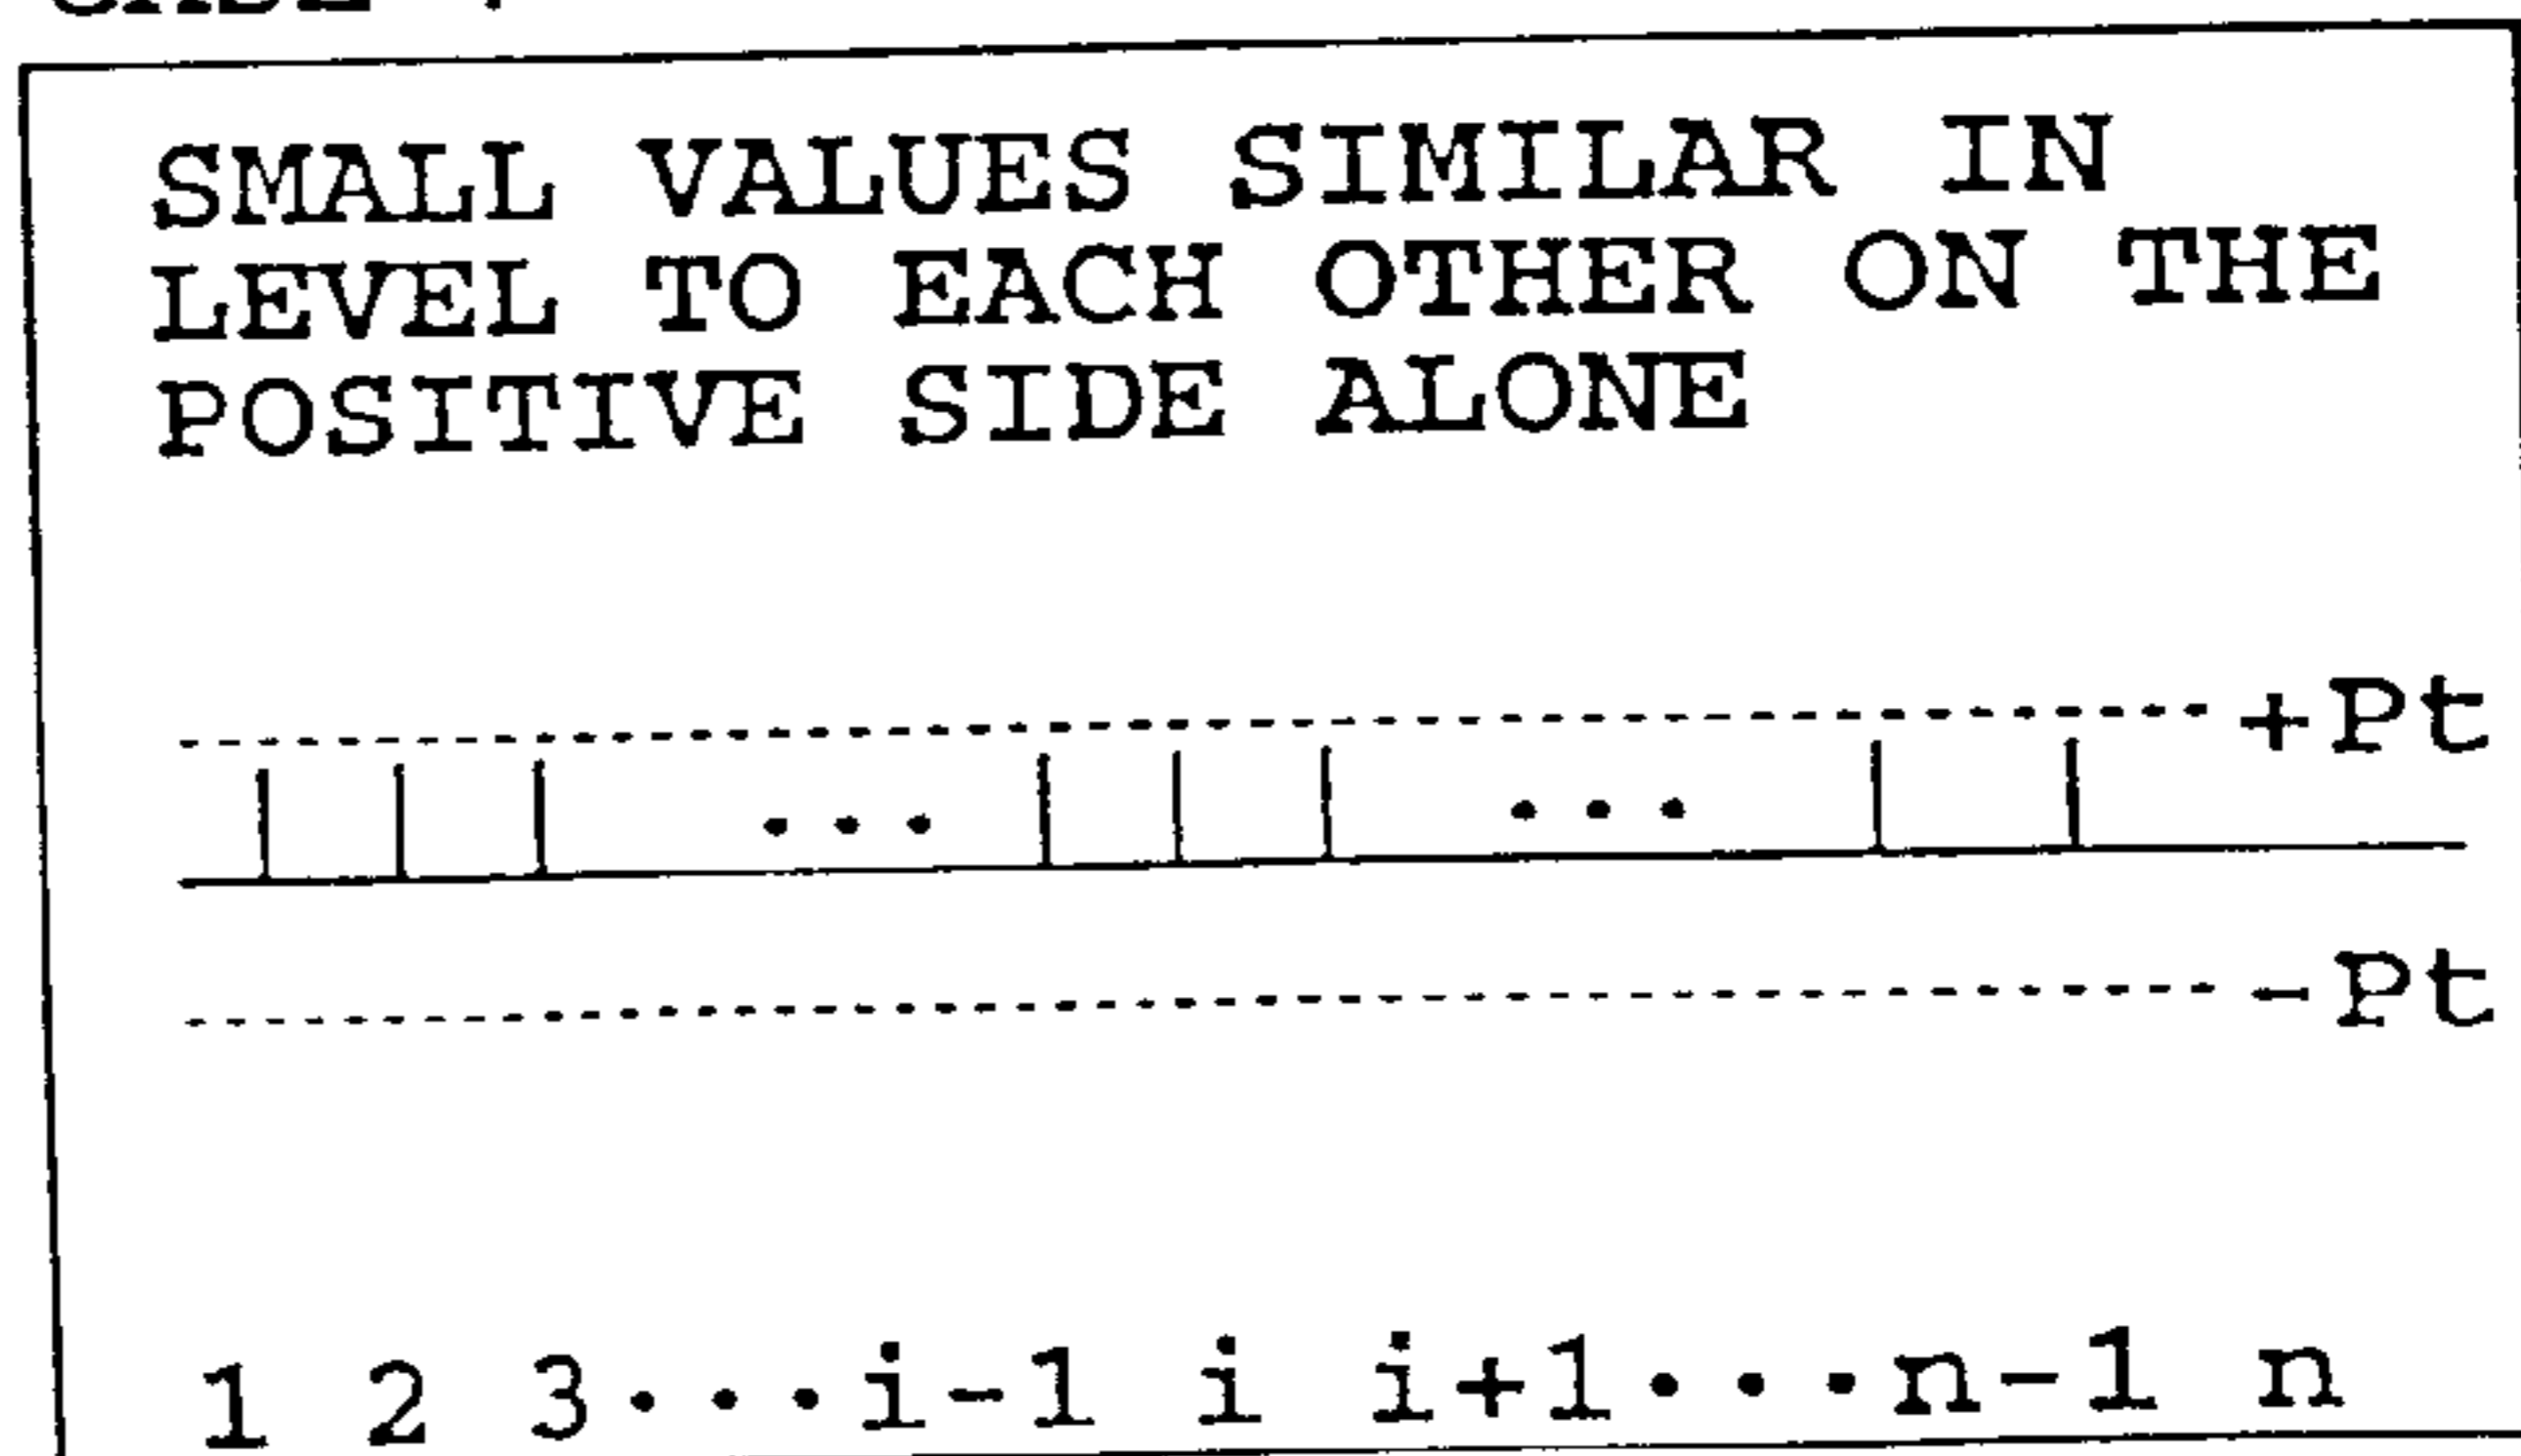 SMALL VALUES SIMILAR IN
LEVEL TO EACH OTHER ON THE
POSITIVE SIDE ALONE
+Pt
-Pt
1 2 3···i-1 i i+1···n-1 n